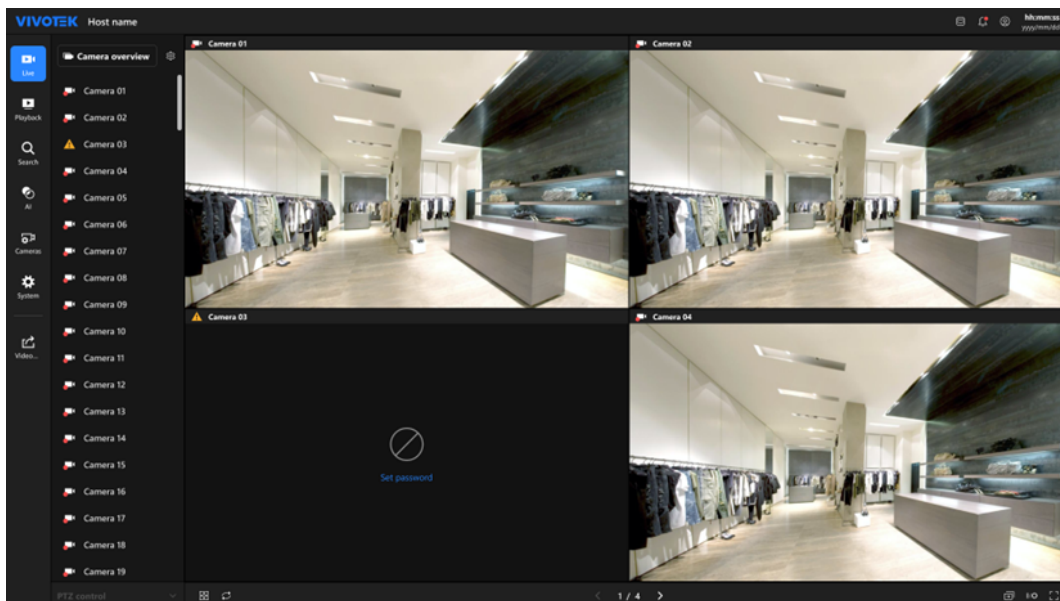 VIVOTEK Host name
hh:mm:ss
yyyy/mm/dd
Live
Playback
Search
AI
Cameras
System
Video...
Camera overview
Camera 01
Camera 02
Camera 03
Camera 04
Camera 05
Camera 06
Camera 07
Camera 08
Camera 09
Camera 10
Camera 11
Camera 12
Camera 13
Camera 14
Camera 15
Camera 16
Camera 17
Camera 18
Camera 19
PTZ control
Camera 01
Camera 02
Camera 03
Set password
Camera 04
1 / 4
I/O